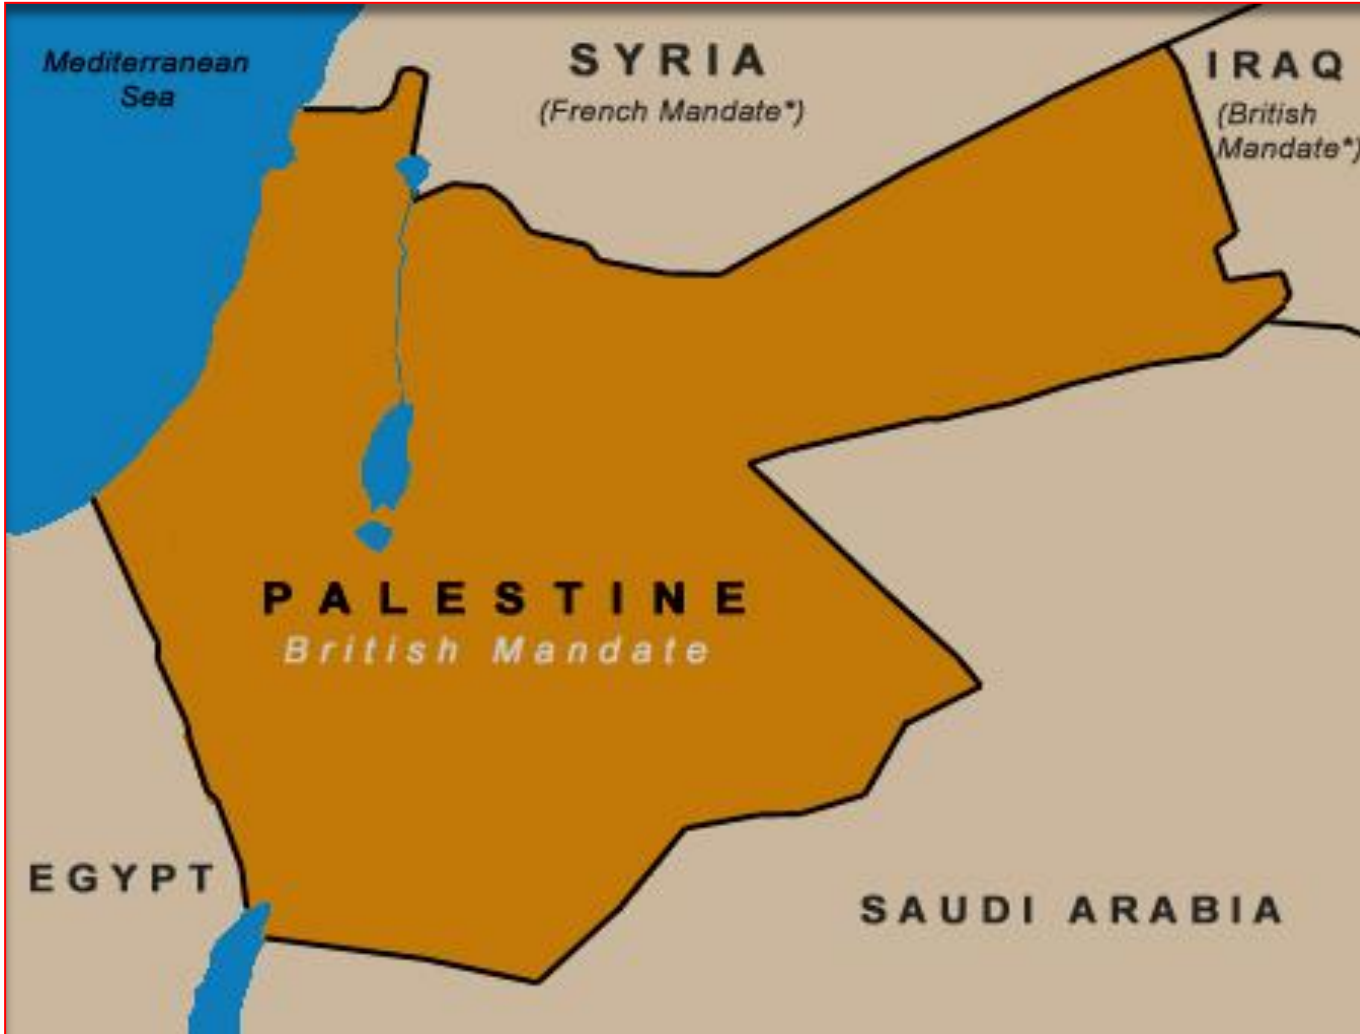 Mediterranean
Sea
SYRIA
(French Mandate*)
IRAQ
(British
Mandate*)
PALESTINE
British Mandate
EGYPT
SAUDI ARABIA